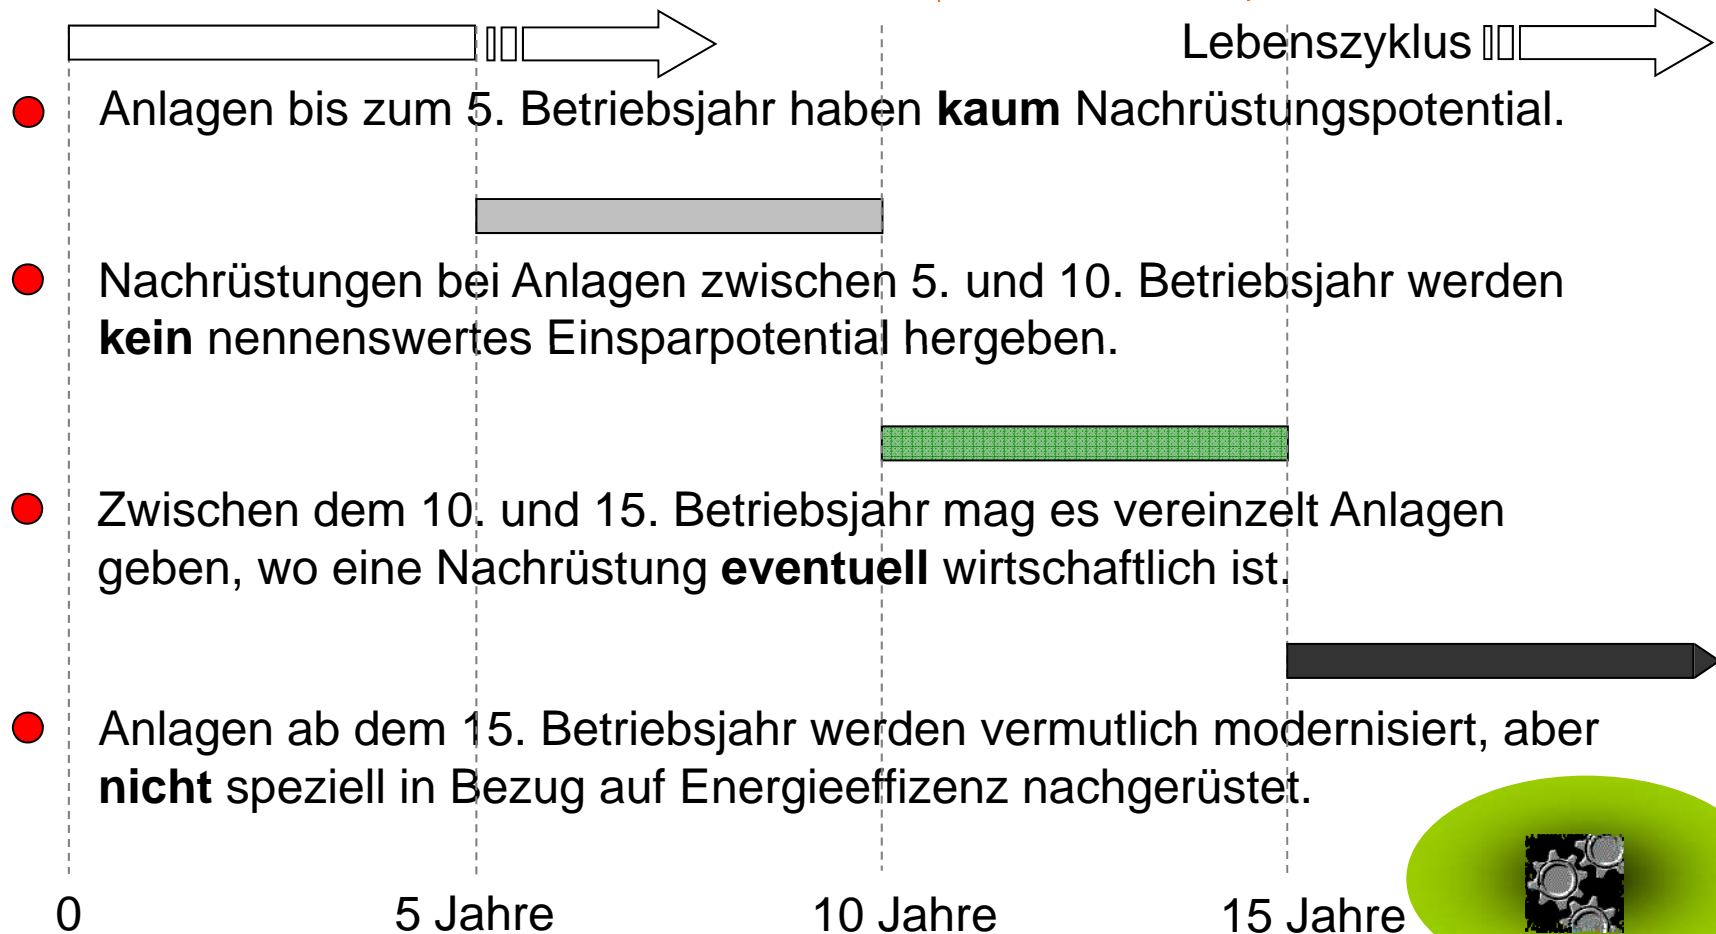 Lebenszyklus
Anlagen bis zum 5. Betriebsjahr haben kaum Nachrüstungspotential.
Nachrüstungen bei Anlagen zwischen 5. und 10. Betriebsjahr werden
kein nennenswertes Einsparpotential hergeben.
Zwischen dem 10. und 15. Betriebsjahr mag es vereinzelt Anlagen
geben, wo eine Nachrüstung eventuell wirtschaftlich ist.
Anlagen ab dem 15. Betriebsjahr werden vermutlich modernisiert, aber
nicht speziell in Bezug auf Energieeffizenz nachgerüstet.
0 5 Jahre 10 Jahre 15 Jahre